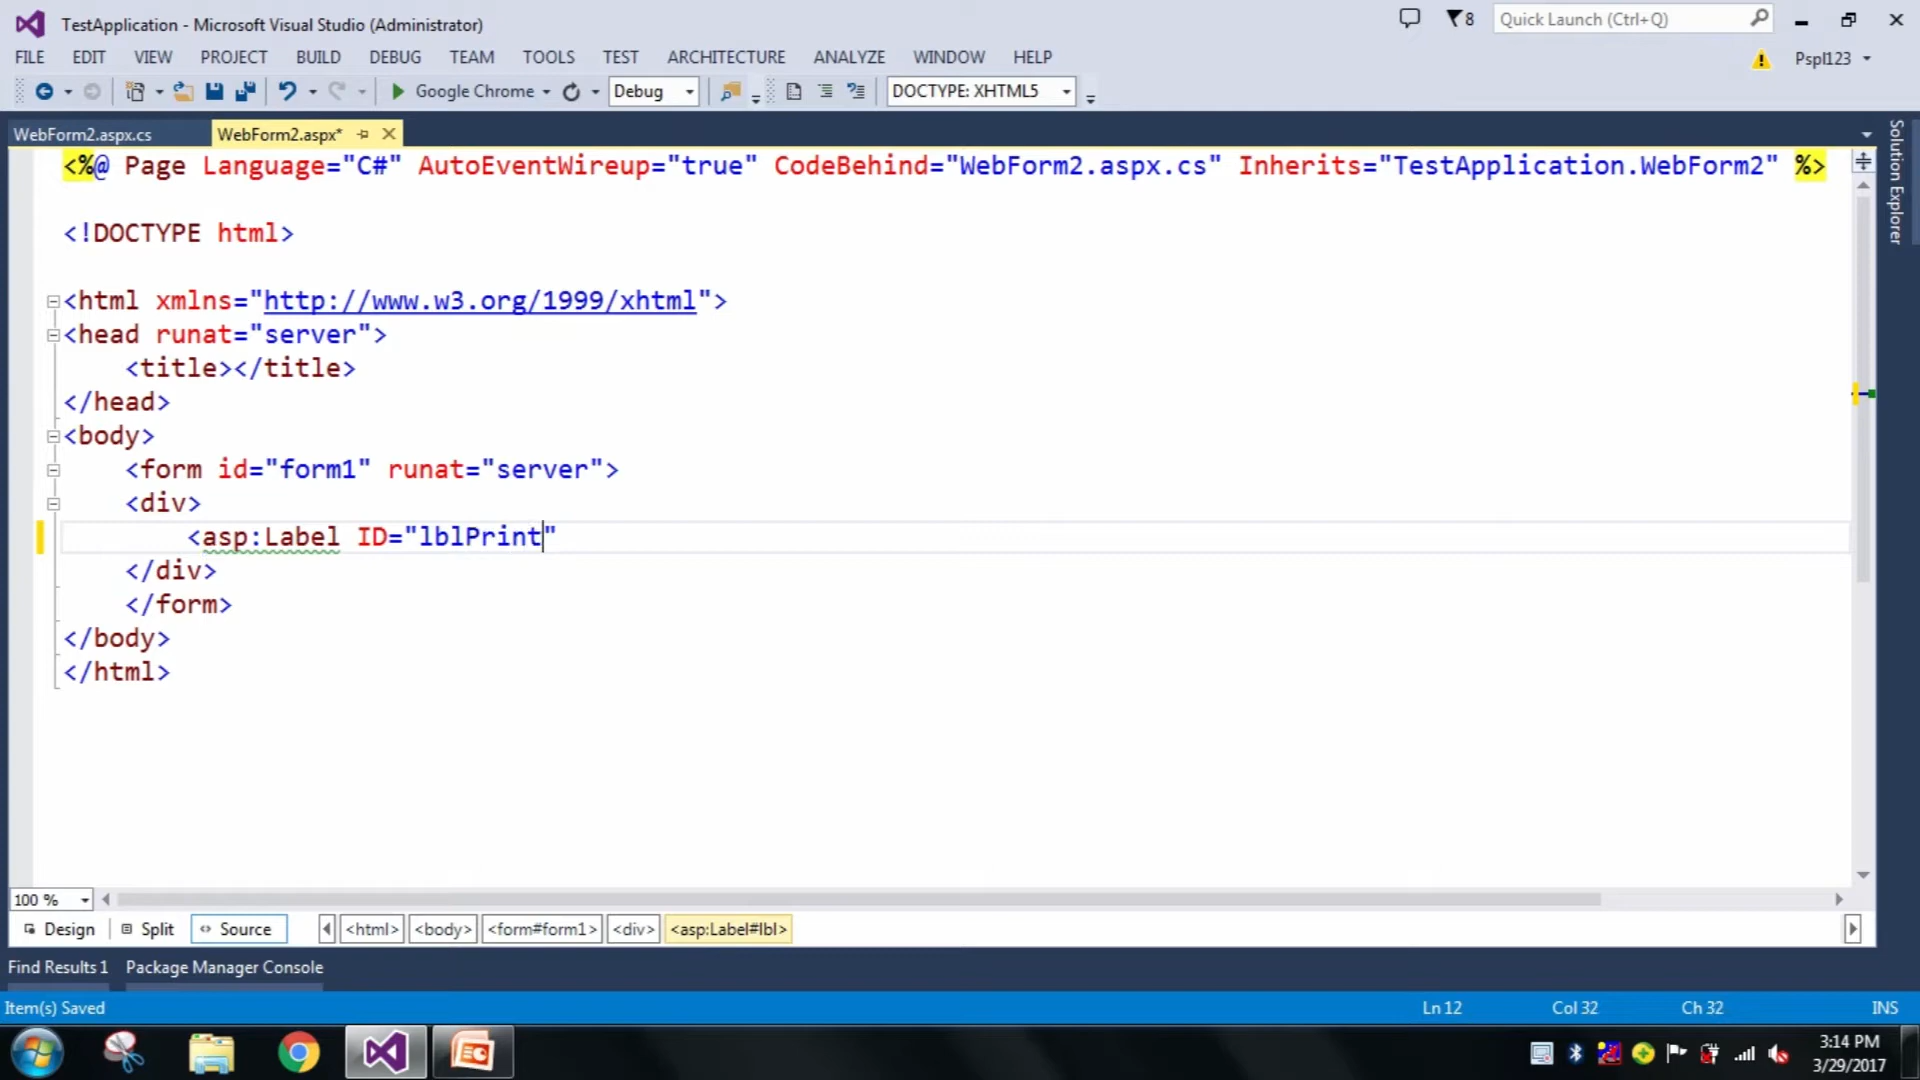 TestApplication - Microsoft Visual Studio (Administrator)
8
Quick Launch (Ctrl+Q)
FILE EDIT VIEW PROJECT BUILD DEBUG TEAM TOOLS TEST ARCHITECTURE ANALYZE WINDOW HELP
Pspl123
Google Chrome
Debug
DOCTYPE: XHTML5
WebForm2.aspx.cs
WebForm2.aspx*
Solution Explorer
<%@ Page Language="C#" AutoEventWireup="true" CodeBehind="WebForm2.aspx.cs" Inherits="TestApplication.WebForm2" %>
<!DOCTYPE html>
<html xmlns="http://www.w3.org/1999/xhtml">
<head runat="server">
<title></title>
</head>
<body>
<form id="form1" runat="server">
<div>
<asp:Label ID="lblPrint"
</div>
</form>
</body>
</html>
100 %
Design Split Source <html> <body> <form#form1> <div> <asp:Label#lbl>
Find Results 1 Package Manager Console
Item(s) Saved Ln 12 Col 32 Ch 32 INS
3:14 PM
3/29/2017